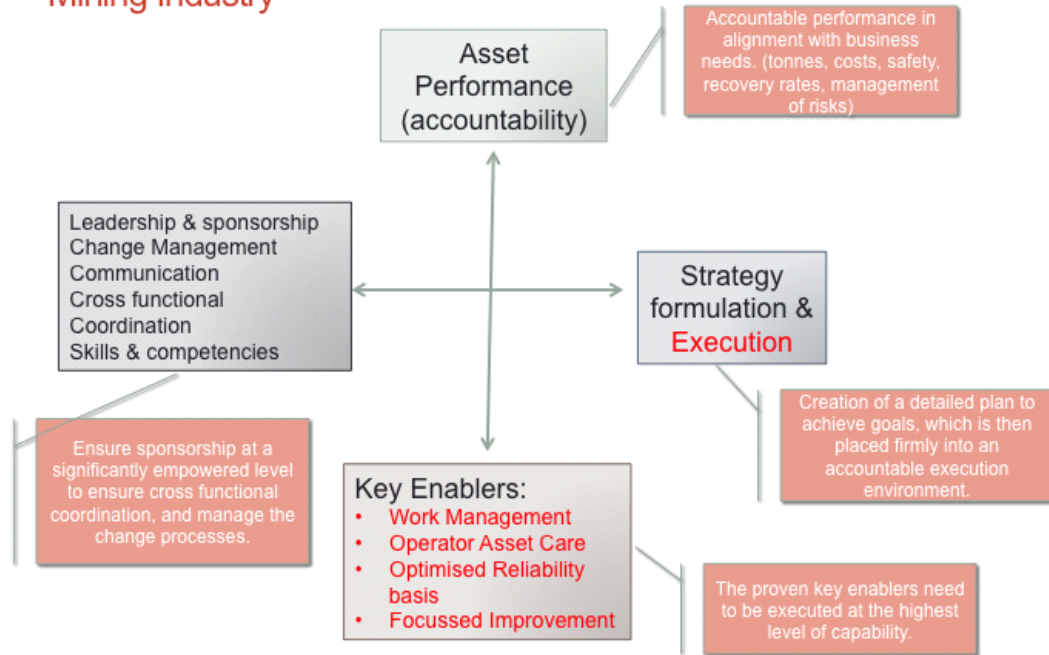 Mining Industry
Asset
Performance
(accountability)
Accountable performance in
alignment with business
needs. (tonnes, costs, safety,
recovery rates, management
of risks)
Leadership & sponsorship
Change Management
Communication
Cross functional
Coordination
Skills & competencies
Strategy
formulation &
Execution
Ensure sponsorship at a
significantly empowered level
to ensure cross functional
coordination, and manage the
change processes.
Creation of a detailed plan to
achieve goals, which is then
placed firmly into an
accountable execution
environment.
Key Enablers:
• Work Management
• Operator Asset Care
• Optimised Reliability
basis
• Focussed Improvement
The proven key enablers need
to be executed at the highest
level of capability.